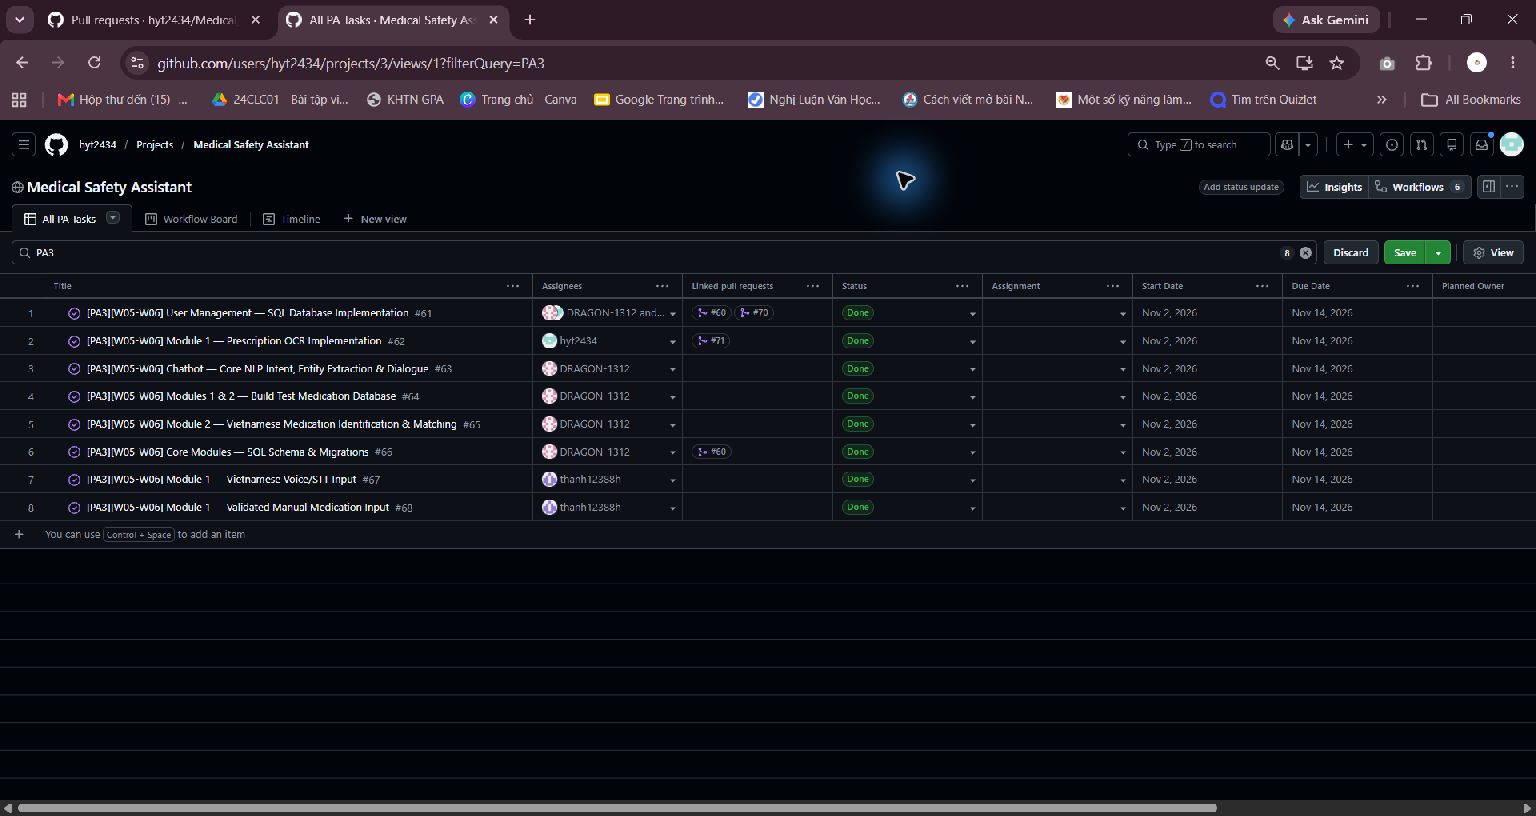 Pull requests · hyt2434/Medical
All PA Tasks · Medical Safety As
Ask Gemini
github.com/users/hyt2434/projects/3/views/1?filterQuery=PA3
Hộp thư đến (15) ...
24CLC01
Bài tập vi...
KHTN GPA
Trang chủ
Canva
Google Trang trình...
Nghị Luận Văn Học...
Cách viết mở bài N...
Một số kỹ năng làm...
Tìm trên Quizlet
All Bookmarks
hyt2434 / Projects / Medical Safety Assistant
Type / to search
Medical Safety Assistant
Add status update
Insights
Workflows 6
All PA Tasks
Workflow Board
Timeline
New view
PA3
8
Discard
Save
View
Title Assignees Linked pull requests Status Assignment Start Date Due Date Planned Owner
1 [PA3][W05-W06] User Management — SQL Database Implementation #61 DRAGON-1312 and... #60 #70 Done Nov 2, 2026 Nov 14, 2026
2 [PA3][W05-W06] Module 1 — Prescription OCR Implementation #62 hyt2434 #71 Done Nov 2, 2026 Nov 14, 2026
3 [PA3][W05-W06] Chatbot — Core NLP Intent, Entity Extraction & Dialogue #63 DRAGON-1312 Done Nov 2, 2026 Nov 14, 2026
4 [PA3][W05-W06] Modules 1 & 2 — Build Test Medication Database #64 DRAGON-1312 Done Nov 2, 2026 Nov 14, 2026
5 [PA3][W05-W06] Module 2 — Vietnamese Medication Identification & Matching #65 DRAGON-1312 Done Nov 2, 2026 Nov 14, 2026
6 [PA3][W05-W06] Core Modules — SQL Schema & Migrations #66 DRAGON-1312 #60 Done Nov 2, 2026 Nov 14, 2026
7 [PA3][W05-W06] Module 1 — Vietnamese Voice/STT Input #67 thanh12388h Done Nov 2, 2026 Nov 14, 2026
8 [PA3][W05-W06] Module 1 — Validated Manual Medication Input #68 thanh12388h Done Nov 2, 2026 Nov 14, 2026
You can use Control + Space to add an item